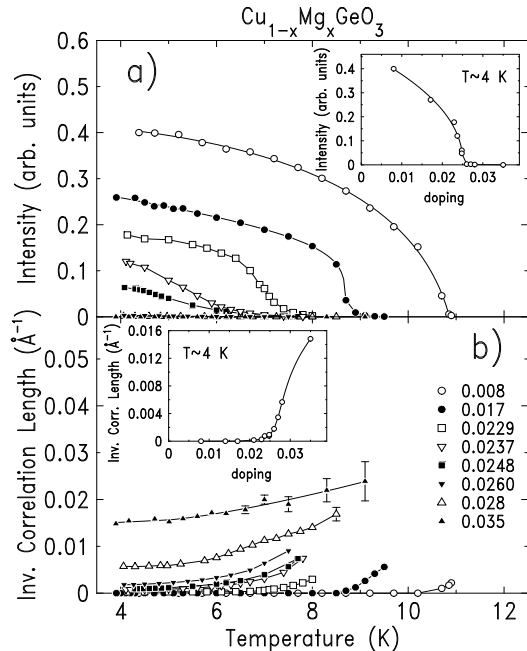 Cu1-xMgxGeO3
a)
Intensity (arb. units)
0.6
0.5
0.4
0.3
0.2
0.1
0
T~4 K
Intensity (arb. units)
0.4
0.3
0.2
0.1
0
0.00 0.01 0.02 0.03
doping
b)
Inv. Correlation Length (Å⁻¹)
0.05
0.04
0.03
0.02
0.01
0
T~4 K
Inv. Corr. Length (Å⁻¹)
0.016
0.012
0.008
0.004
0
0.00 0.01 0.02 0.03
doping
0.008
0.017
0.0229
0.0237
0.0248
0.0260
0.028
0.035
4 6 8 10 12
Temperature (K)